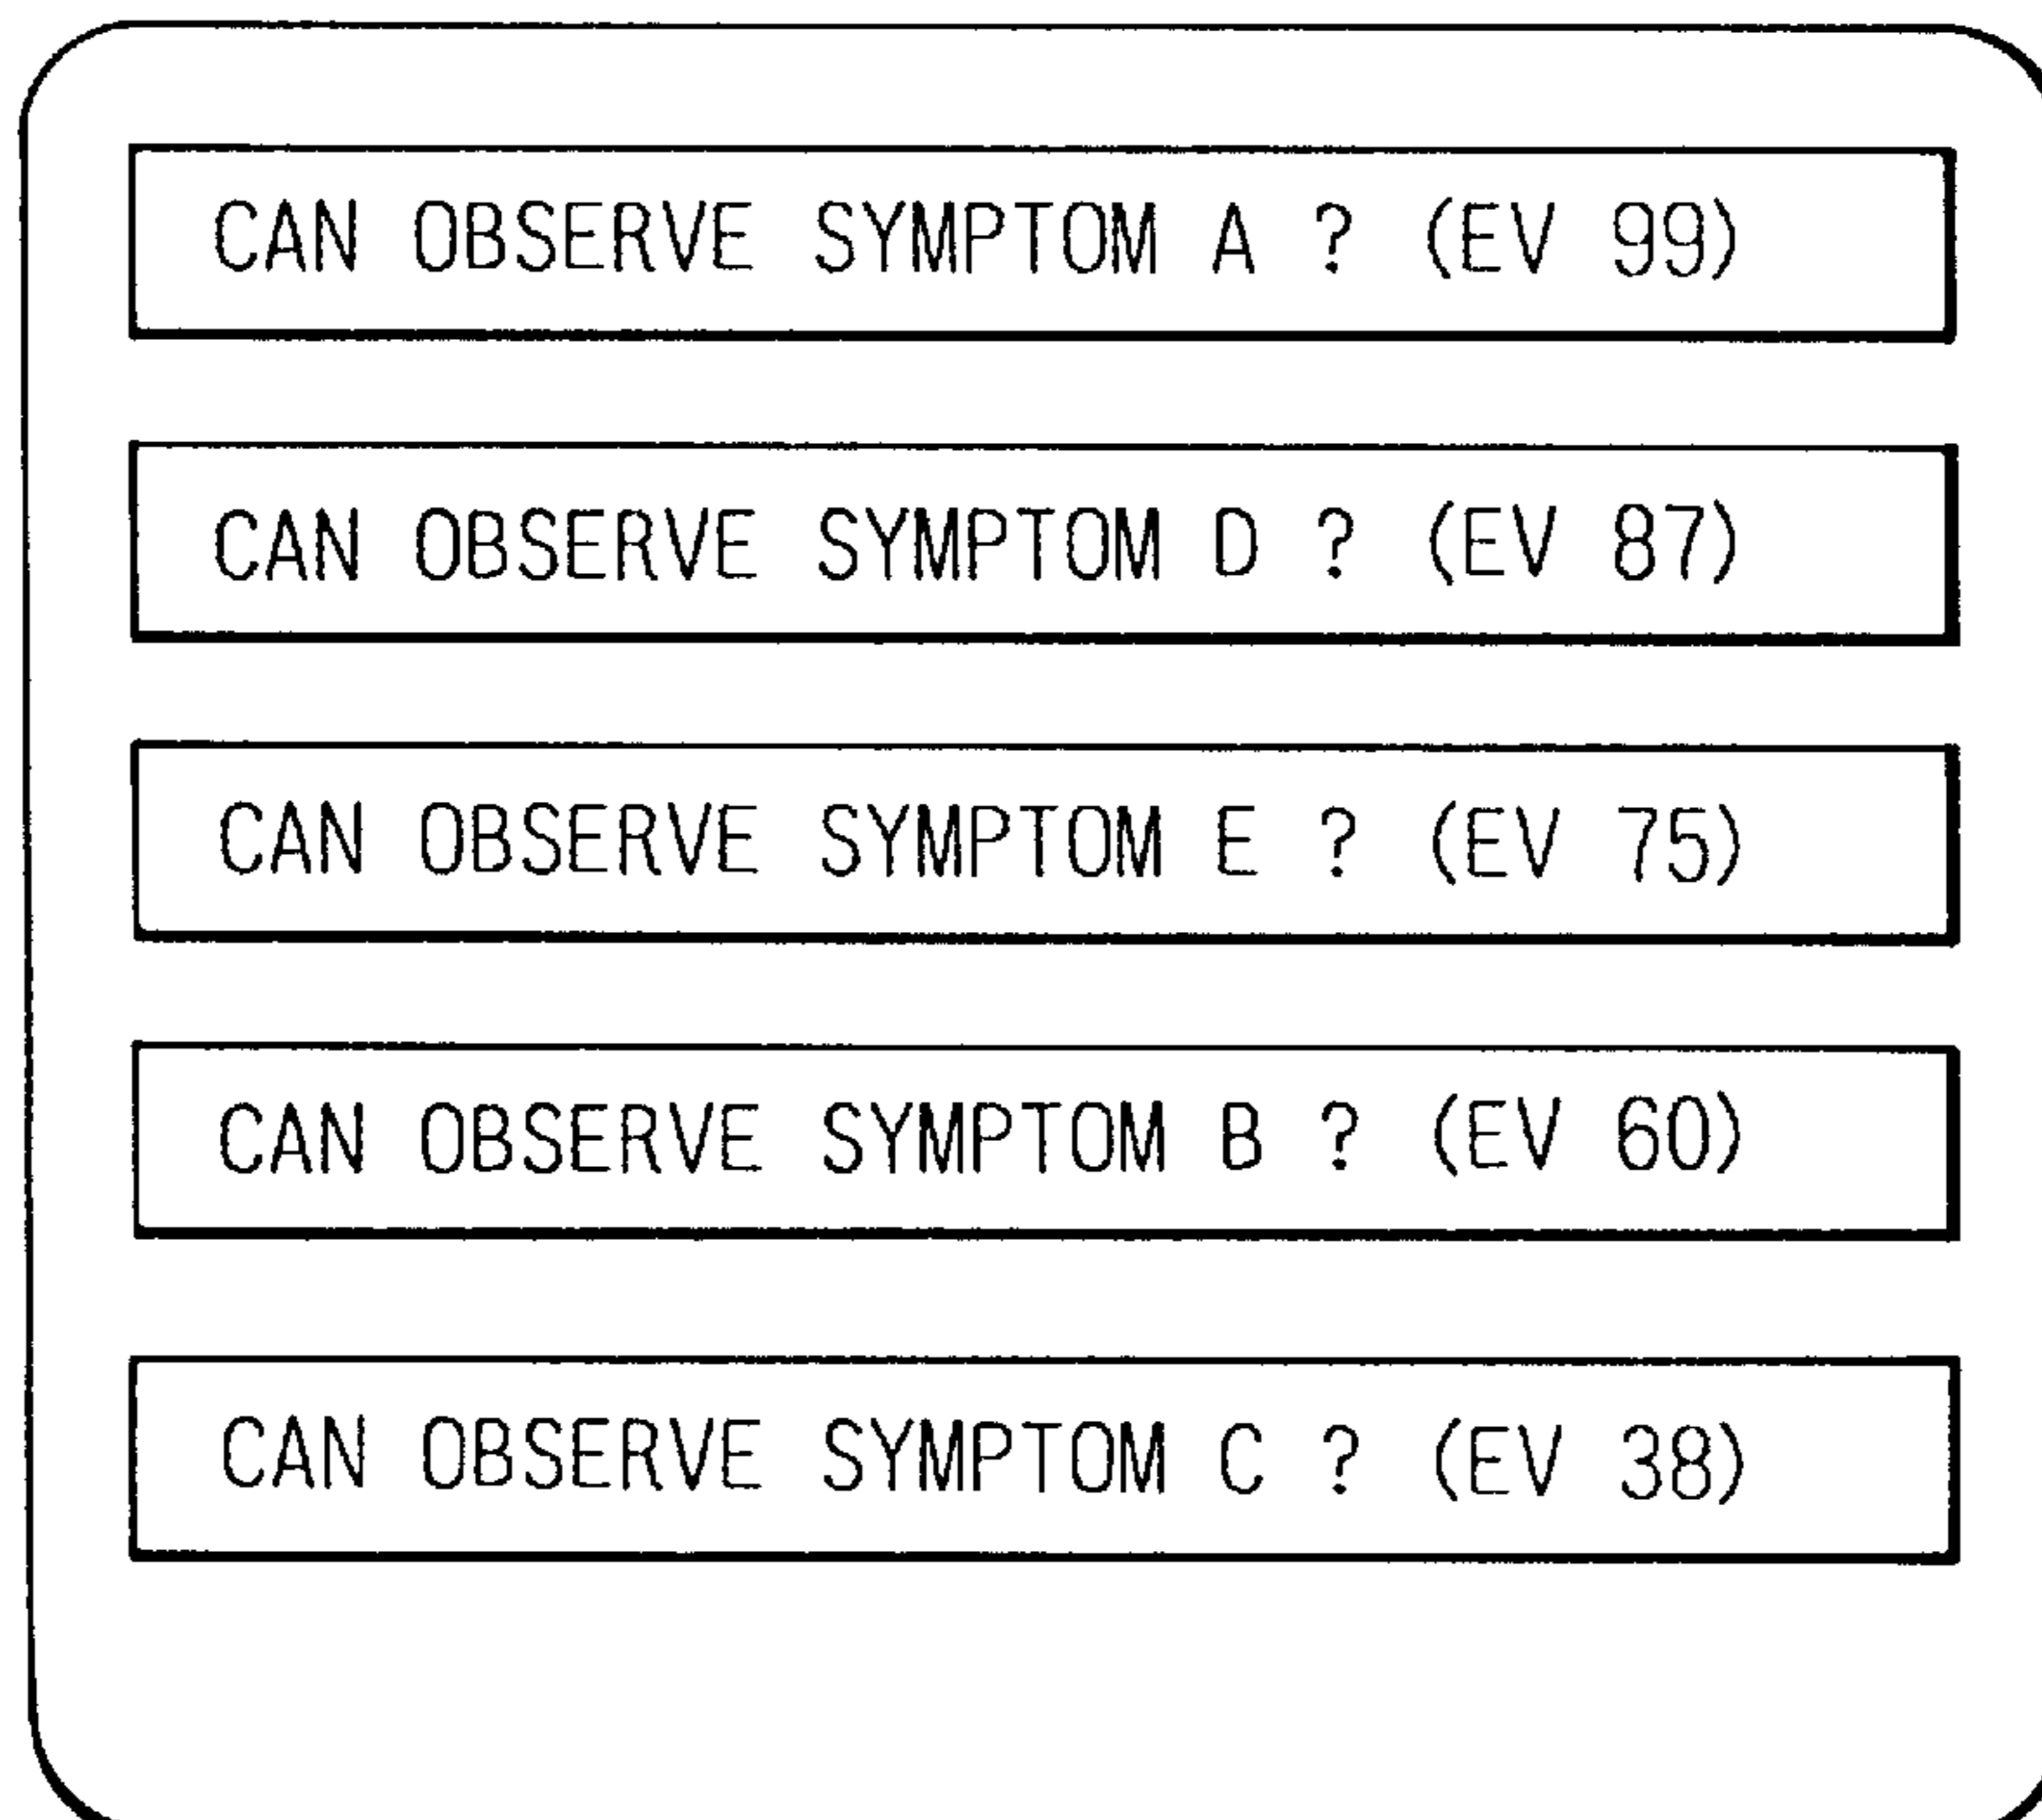 CAN OBSERVE SYMPTOM A ? (EV 99)
CAN OBSERVE SYMPTOM D ? (EV 87)
CAN OBSERVE SYMPTOM E ? (EV 75)
CAN OBSERVE SYMPTOM B ? (EV 60)
CAN OBSERVE SYMPTOM C ? (EV 38)